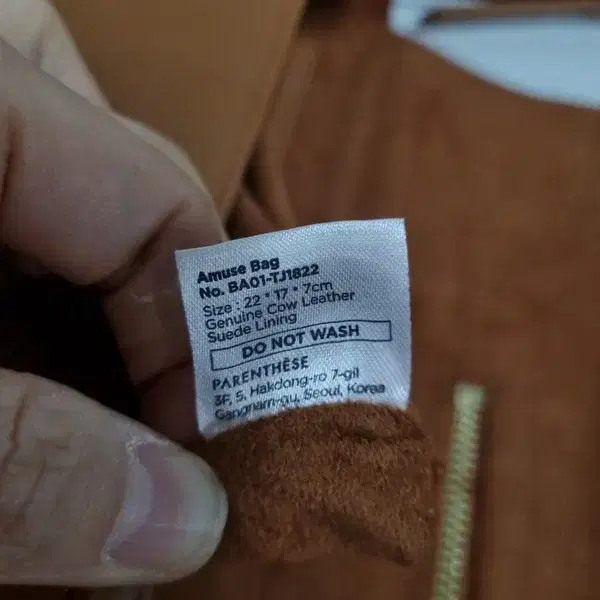 Amuse Bag
No. BA01-TJ1822
Size : 22 * 17 * 7cm
Genuine Cow Leather
Suede Lining
DO NOT WASH
PARENTHĒSE
3F, 5, Hakdong-ro 7-gil
Gangnam-gu, Seoul, Korea